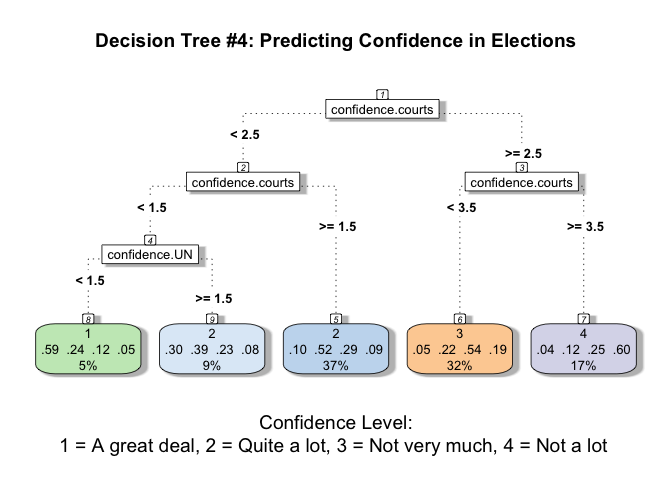 Decision Tree #4: Predicting Confidence in Elections
1
confidence.courts
< 2.5
>= 2.5
2
confidence.courts
3
confidence.courts
< 1.5
>= 1.5
< 3.5
>= 3.5
4
confidence.UN
< 1.5
>= 1.5
8
1
.59 .24 .12 .05
5%
9
2
.30 .39 .23 .08
9%
5
2
.10 .52 .29 .09
37%
6
3
.05 .22 .54 .19
32%
7
4
.04 .12 .25 .60
17%
Confidence Level:
1 = A great deal, 2 = Quite a lot, 3 = Not very much, 4 = Not a lot